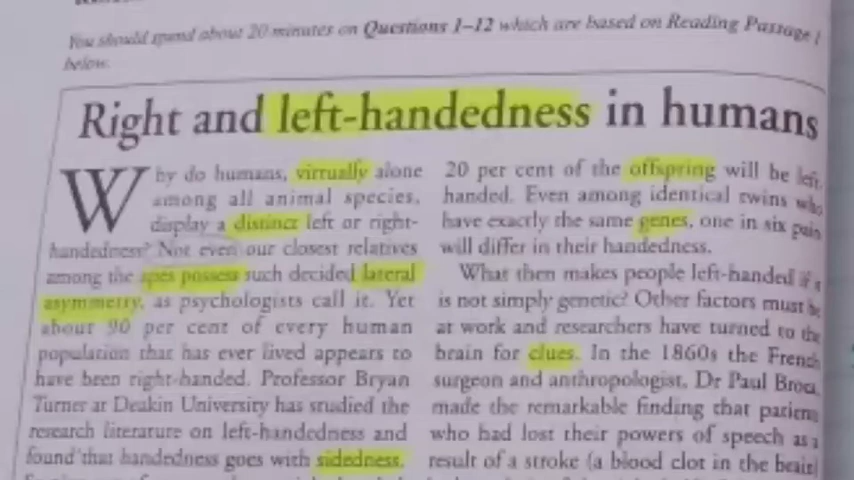 You should spend about 20 minutes on Questions 1–12 which are based on Reading Passage 1
below.
Right and left-handedness in humans
Why do humans, virtually alone
among all animal species,
display a distinct left or right-
handedness? Not even our closest relatives
among the apes possess such decided lateral
asymmetry, as psychologists call it. Yet
about 90 per cent of every human
population that has ever lived appears to
have been right-handed. Professor Bryan
Turner at Deakin University has studied the
research literature on left-handedness and
found that handedness goes with sidedness.
20 per cent of the offspring will be left
handed. Even among identical twins who
have exactly the same genes, one in six pairs
will differ in their handedness.
What then makes people left-handed if it
is not simply genetic? Other factors must be
at work and researchers have turned to the
brain for clues. In the 1860s the French
surgeon and anthropologist, Dr Paul Broca,
made the remarkable finding that patients
who had lost their powers of speech as a
result of a stroke (a blood clot in the brain)